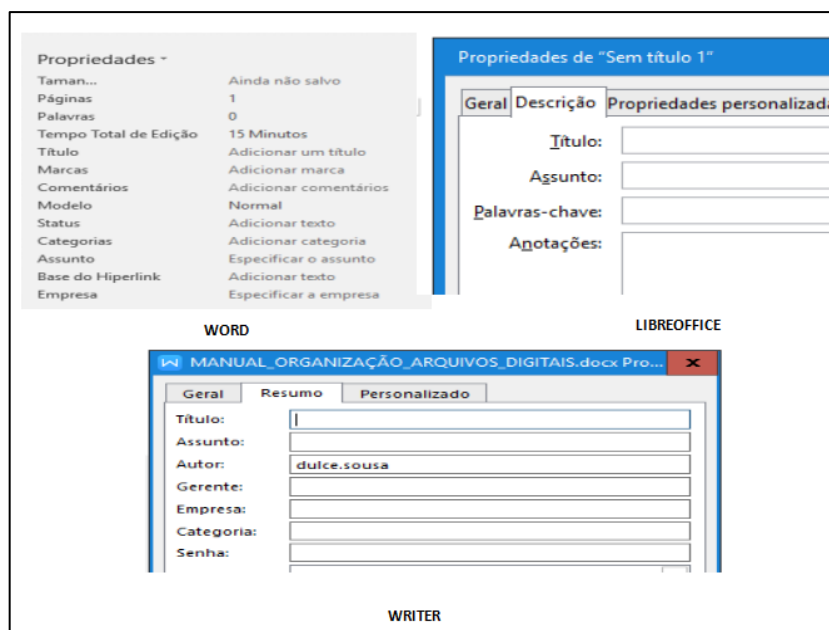 Propriedades
Taman... Ainda não salvo
Páginas 1
Palavras 0
Tempo Total de Edição 15 Minutos
Título Adicionar um título
Marcas Adicionar marca
Comentários Adicionar comentários
Modelo Normal
Status Adicionar texto
Categorias Adicionar categoria
Assunto Especificar o assunto
Base do Hiperlink Adicionar texto
Empresa Especificar a empresa
WORD
Propriedades de “Sem título 1”
Geral Descrição Propriedades personalizada
Título:
Assunto:
Palavras-chave:
Anotações:
LIBREOFFICE
MANUAL_ORGANIZAÇÃO_ARQUIVOS_DIGITAIS.docx Pro...
Geral Resumo Personalizado
Título:
Assunto:
Autor: dulce.sousa
Gerente:
Empresa:
Categoria:
Senha:
WRITER